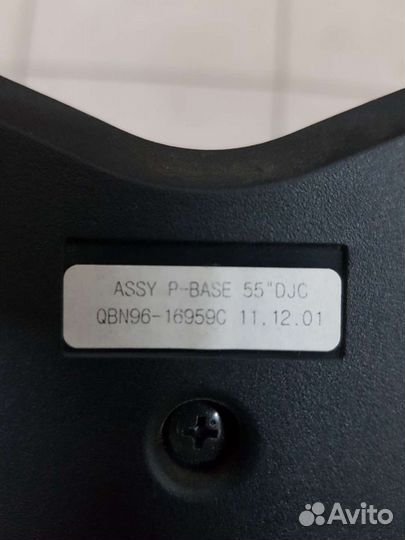 ASSY P-BASE 55"DJC
QBN96-16959C 11.12.01
Avito